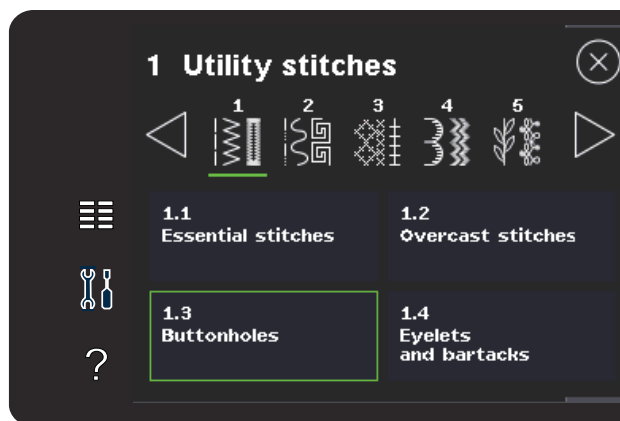 1 Utility stitches
1 2 3 4 5
1.1
Essential stitches
1.2
Overcast stitches
1.3
Buttonholes
1.4
Eyelets
and bartacks
?